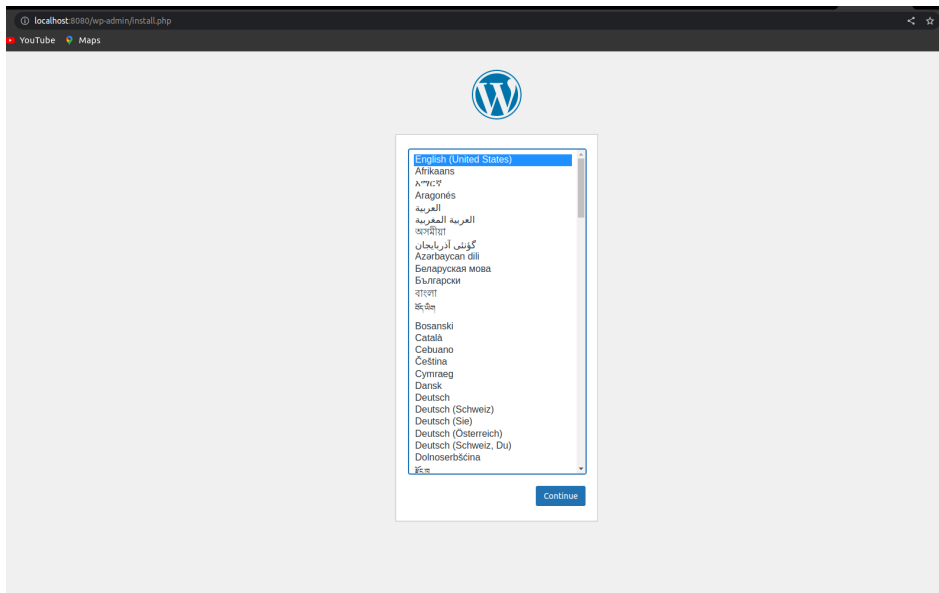 localhost:8080/wp-admin/install.php
YouTube Maps
English (United States)
Afrikaans
አማርኛ
Aragonés
العربية
العربية المغربية
অসমীয়া
گؤنئی آذربایجان
Azərbaycan dili
Беларуская мова
Български
বাংলা
བོད་ཡིག
Bosanski
Català
Cebuano
Čeština
Cymraeg
Dansk
Deutsch
Deutsch (Schweiz)
Deutsch (Sie)
Deutsch (Österreich)
Deutsch (Schweiz, Du)
Dolnoserbšćina
Continue